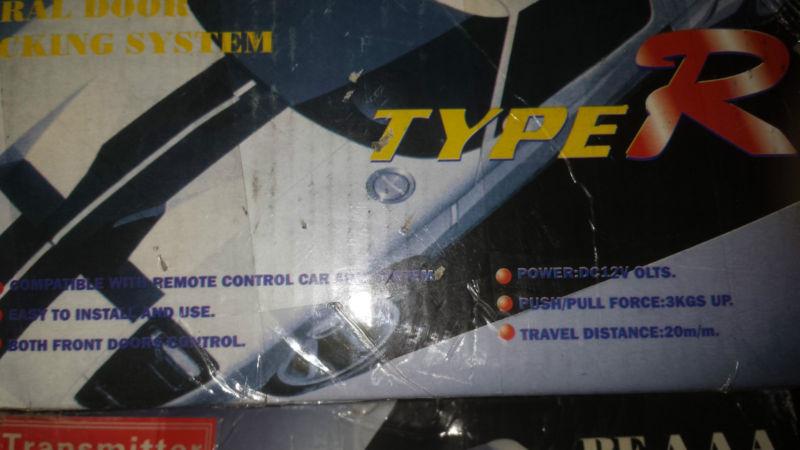 RAL DOOR
CKING SYSTEM
TYPE R
COMPATIBLE WITH REMOTE CONTROL CAR
EASY TO INSTALL AND USE.
BOTH FRONT DOORS CONTROL.
POWER:DC12V OLTS.
PUSH/PULL FORCE:3KGS UP.
TRAVEL DISTANCE:20m/m.
Transmitter